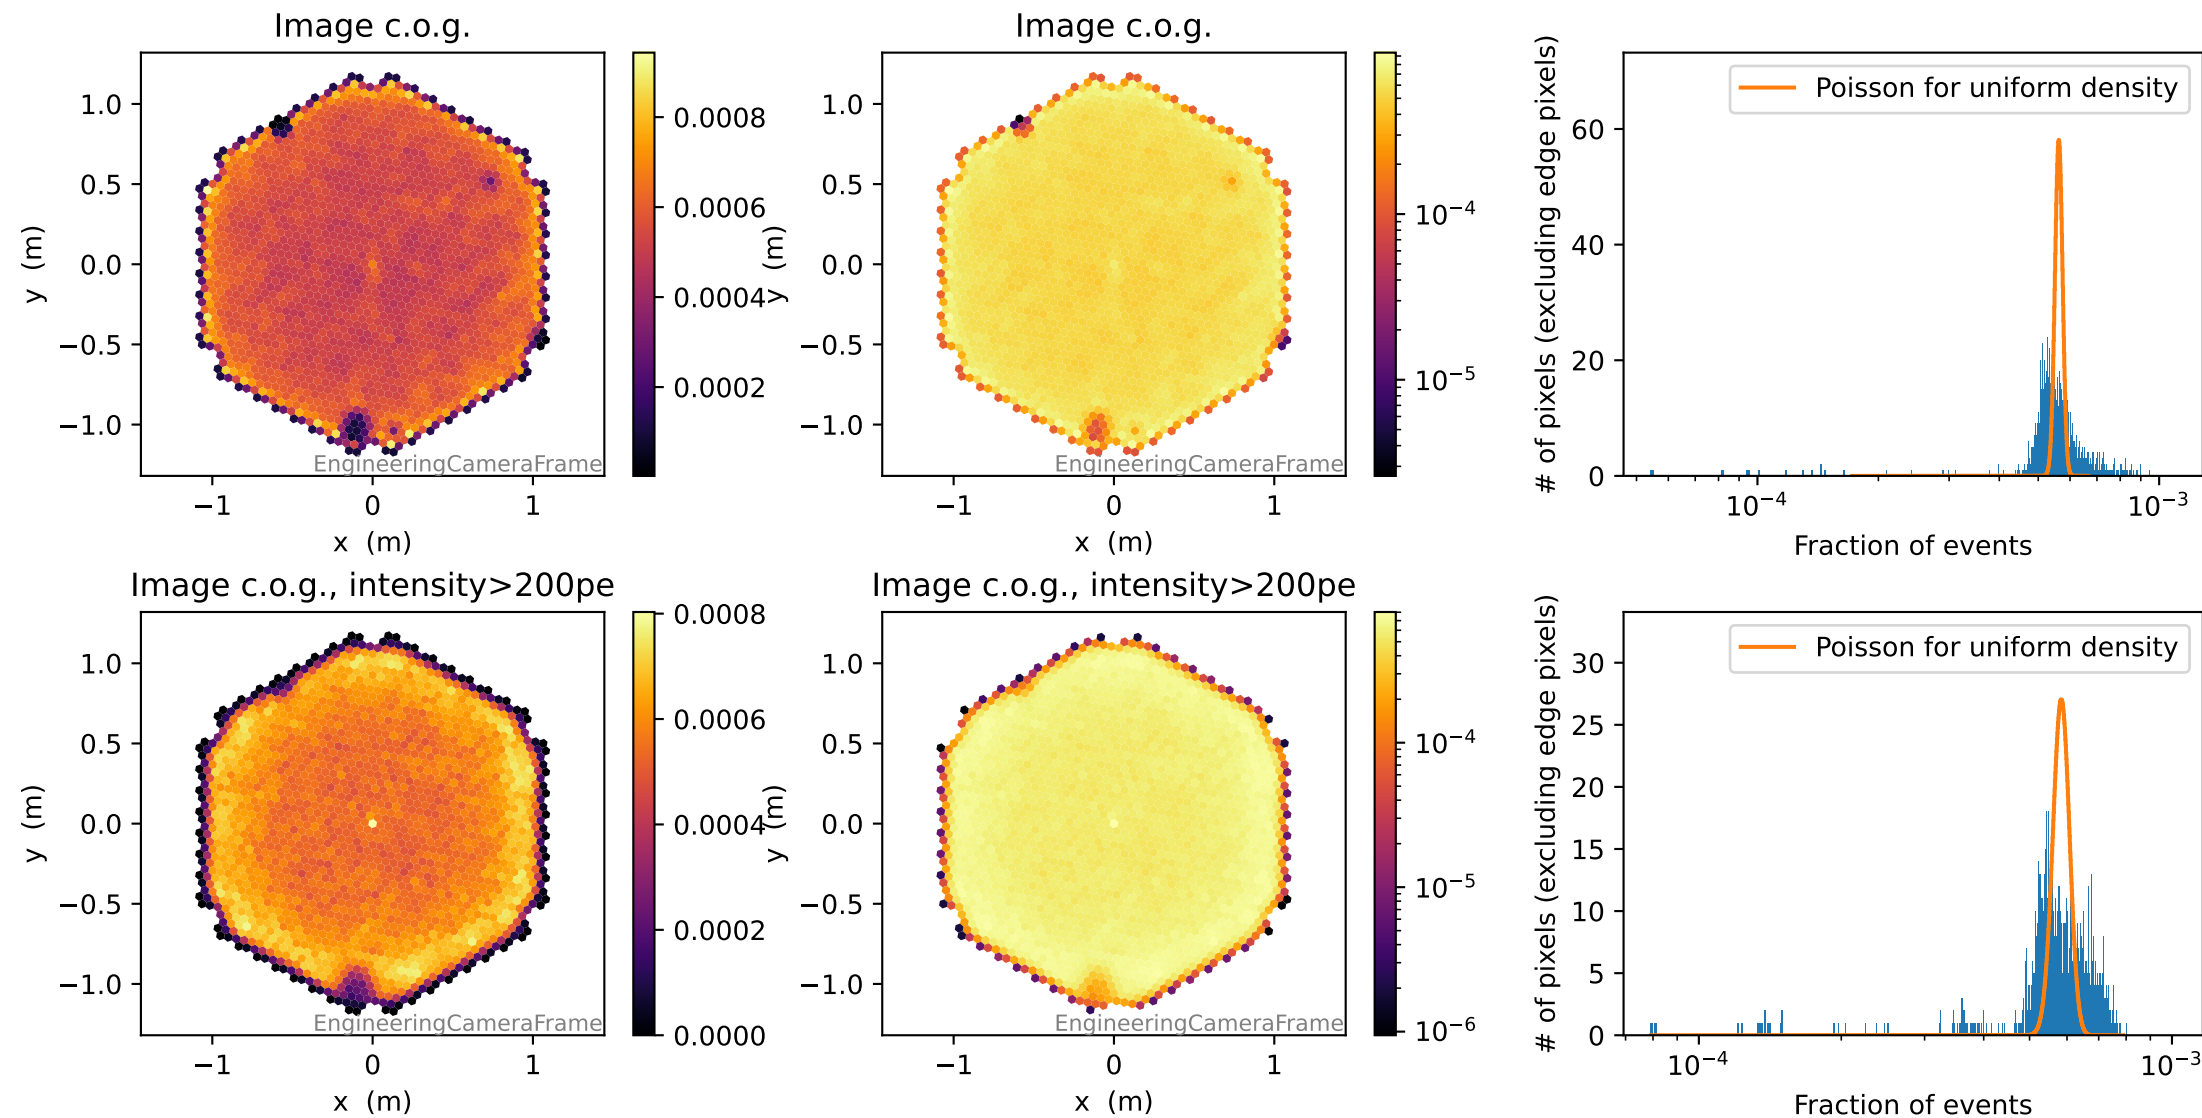 Image c.o.g.
y (m)
1.0
0.5
0.0
−0.5
−1.0
−1
0
1
x (m)
EngineeringCameraFrame
0.0008
0.0006
0.0004
0.0002
Image c.o.g.
y (m)
1.0
0.5
0.0
−0.5
−1.0
−1
0
1
x (m)
EngineeringCameraFrame
10⁻⁴
10⁻⁵
# of pixels (excluding edge pixels)
60
40
20
0
Poisson for uniform density
10⁻⁴
10⁻³
Fraction of events
Image c.o.g., intensity>200pe
y (m)
1.0
0.5
0.0
−0.5
−1.0
−1
0
1
x (m)
EngineeringCameraFrame
0.0008
0.0006
0.0004
0.0002
0.0000
Image c.o.g., intensity>200pe
y (m)
1.0
0.5
0.0
−0.5
−1.0
−1
0
1
x (m)
EngineeringCameraFrame
10⁻⁴
10⁻⁵
10⁻⁶
# of pixels (excluding edge pixels)
30
25
20
15
10
5
0
Poisson for uniform density
10⁻⁴
10⁻³
Fraction of events